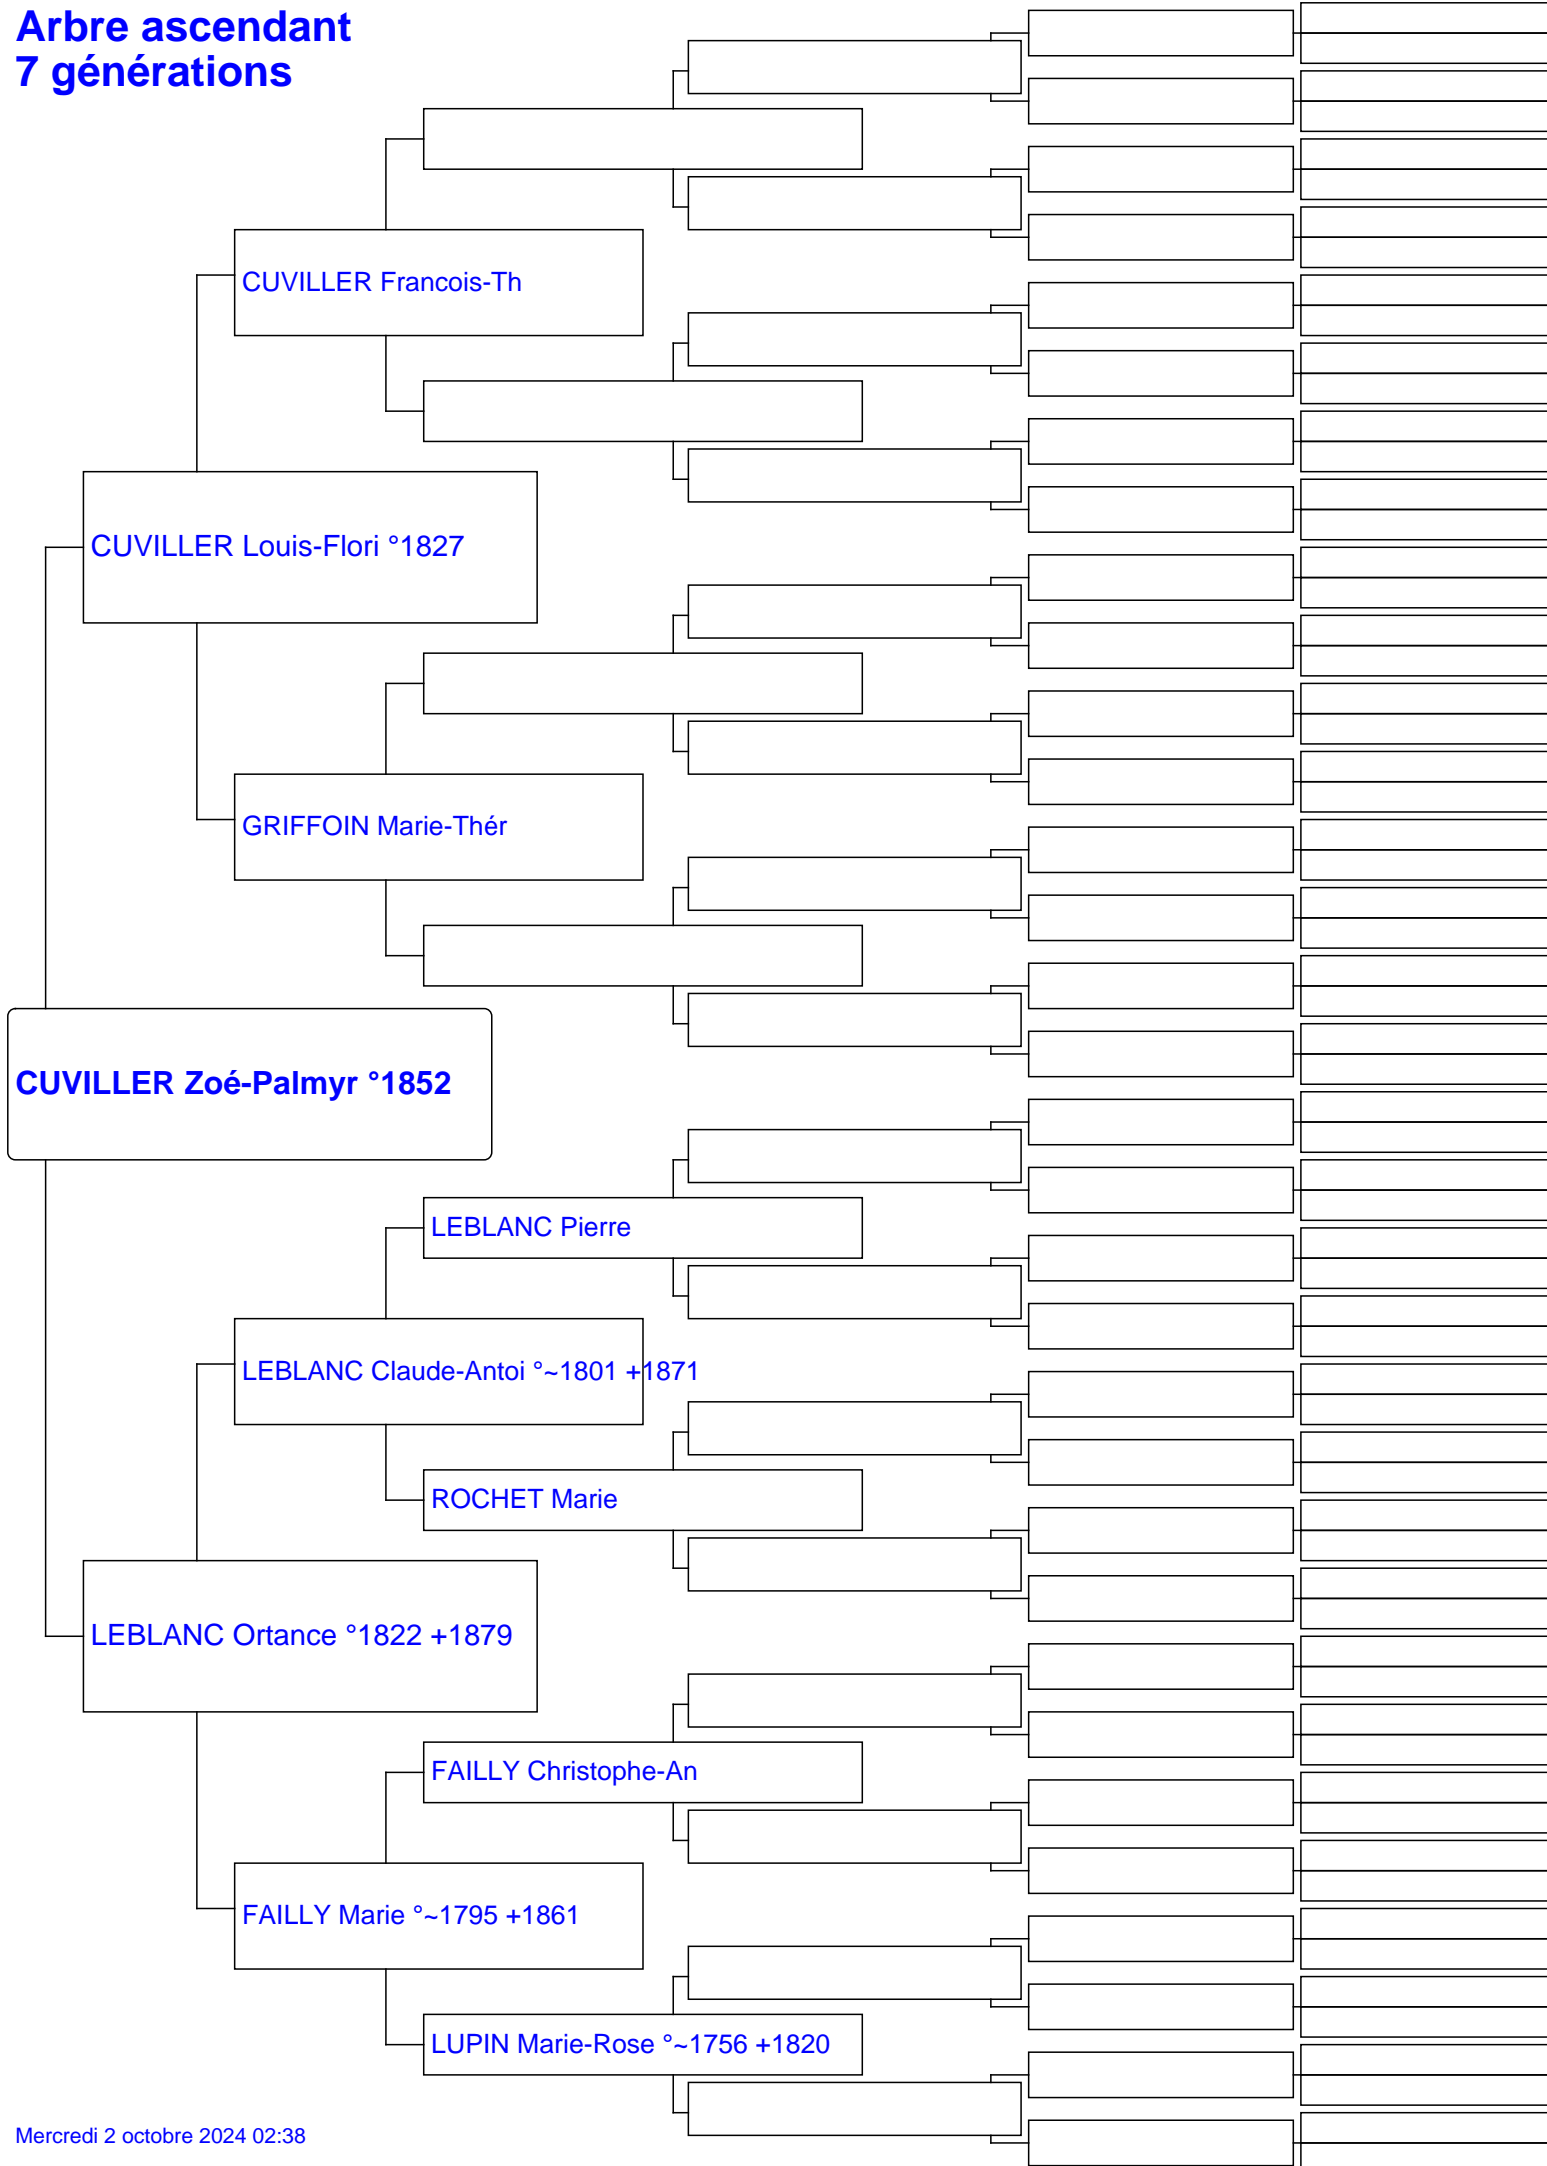 Arbre ascendant
7 générations
CUVILLER Francois-Th
CUVILLER Louis-Flori °1827
GRIFFOIN Marie-Thér
CUVILLER Zoé-Palmyr °1852
LEBLANC Pierre
LEBLANC Claude-Antoi °~1801 +1871
ROCHET Marie
LEBLANC Ortance °1822 +1879
FAILLY Christophe-An
FAILLY Marie °~1795 +1861
LUPIN Marie-Rose °~1756 +1820
Mercredi 2 octobre 2024 02:38